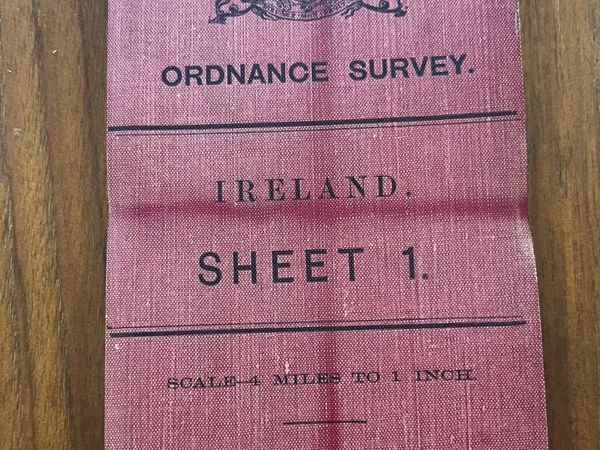 ORDNANCE SURVEY.
IRELAND.
SHEET 1.
SCALE—4 MILES TO 1 INCH.